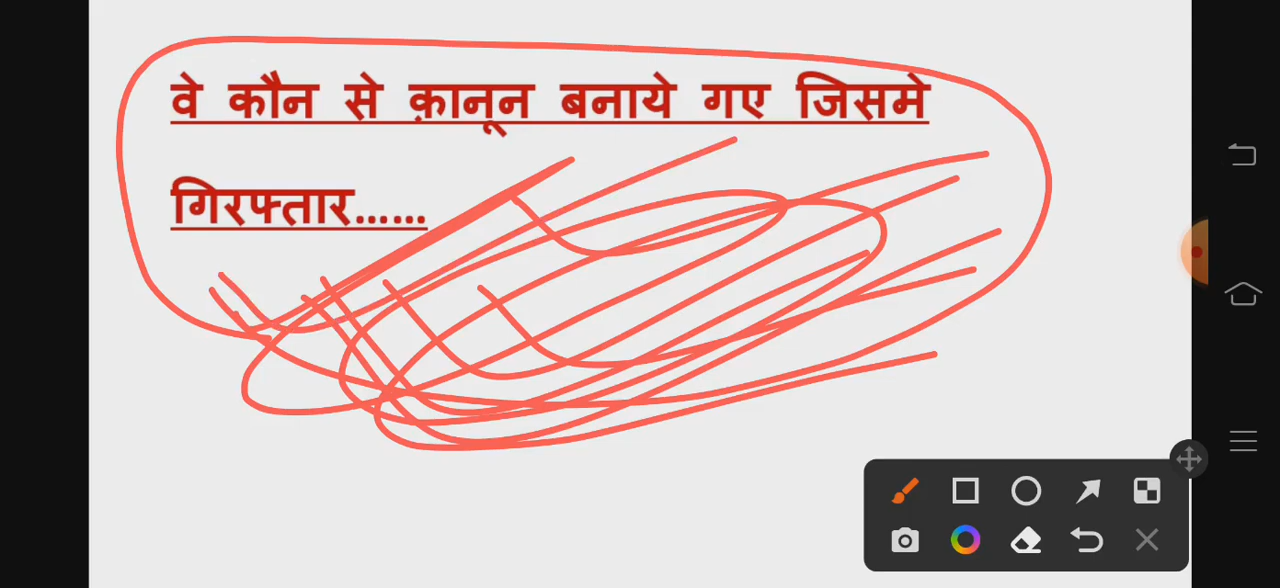 वे कौन से क़ानून बनाये गए जिसमे
गिरफ्तार......